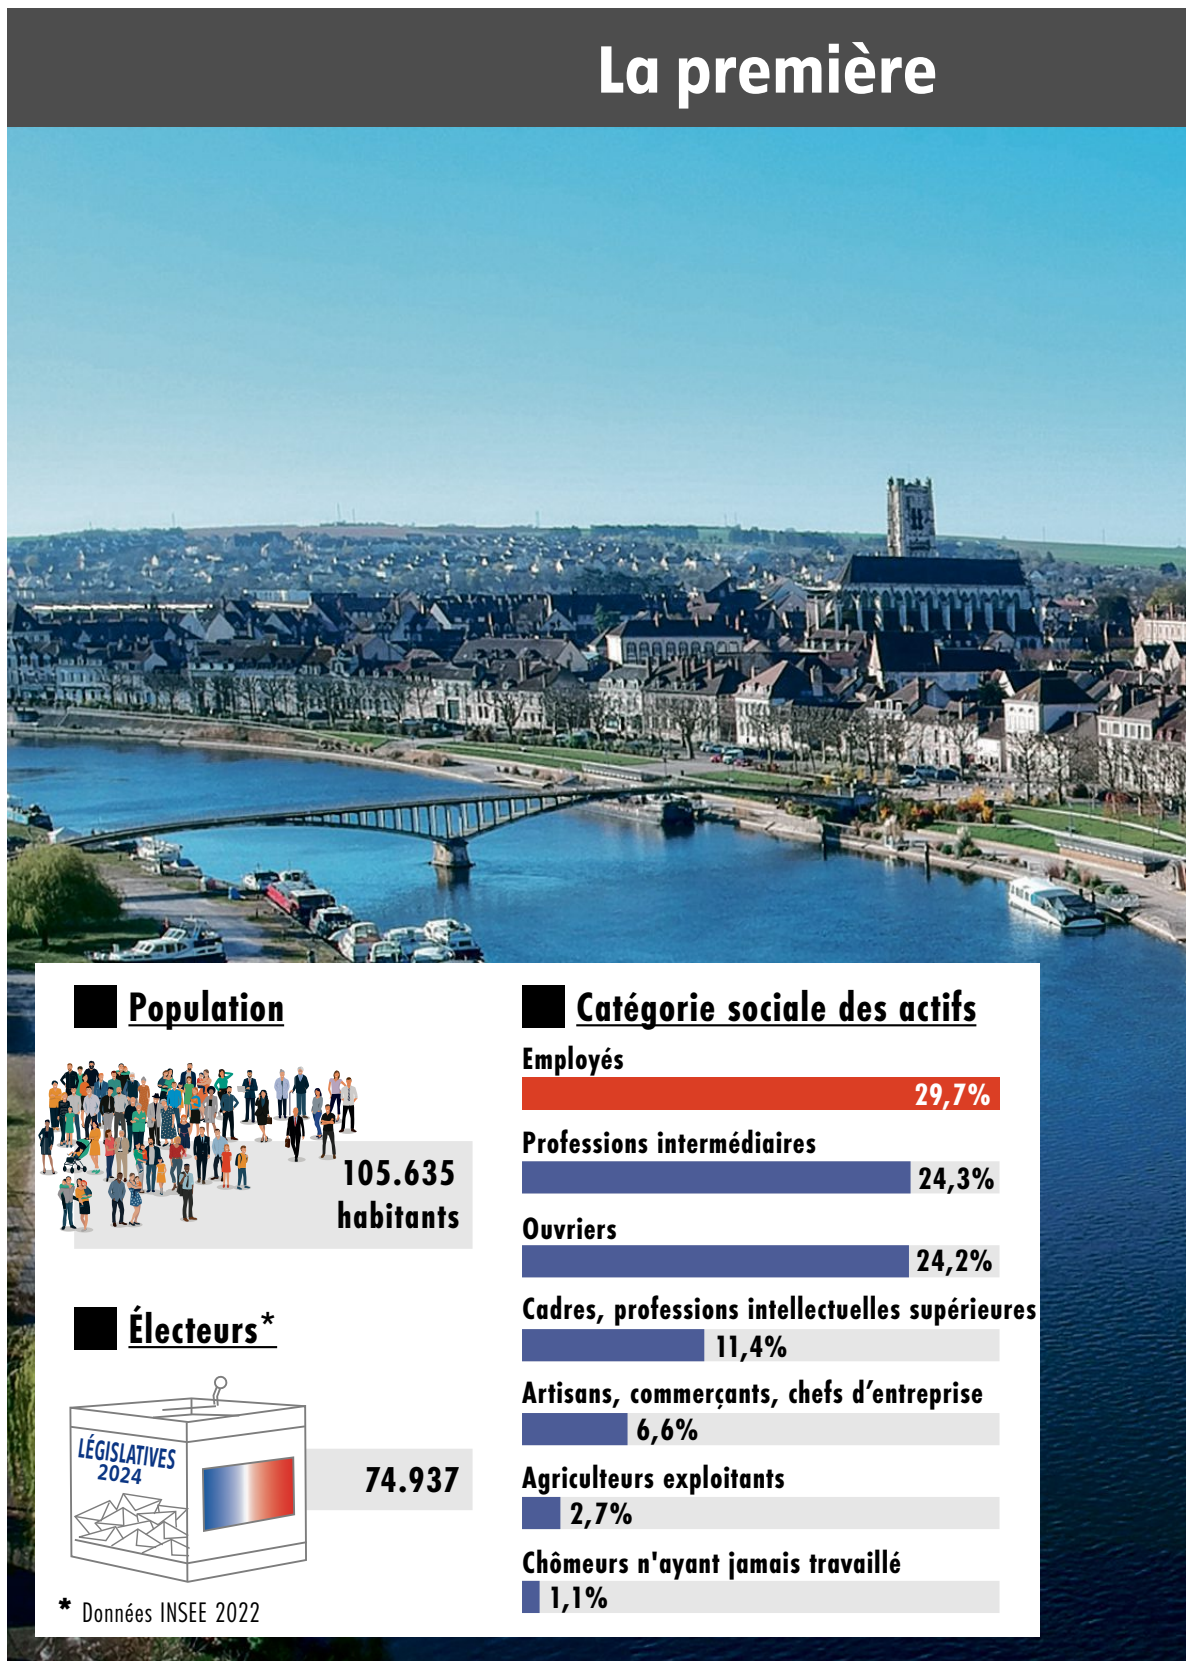 La première
Population
105.635
habitants
Électeurs*
LÉGISLATIVES
2024
74.937
* Données INSEE 2022
Catégorie sociale des actifs
Employés
29,7%
Professions intermédiaires
24,3%
Ouvriers
24,2%
Cadres, professions intellectuelles supérieures
11,4%
Artisans, commerçants, chefs d’entreprise
6,6%
Agriculteurs exploitants
2,7%
Chômeurs n'ayant jamais travaillé
1,1%